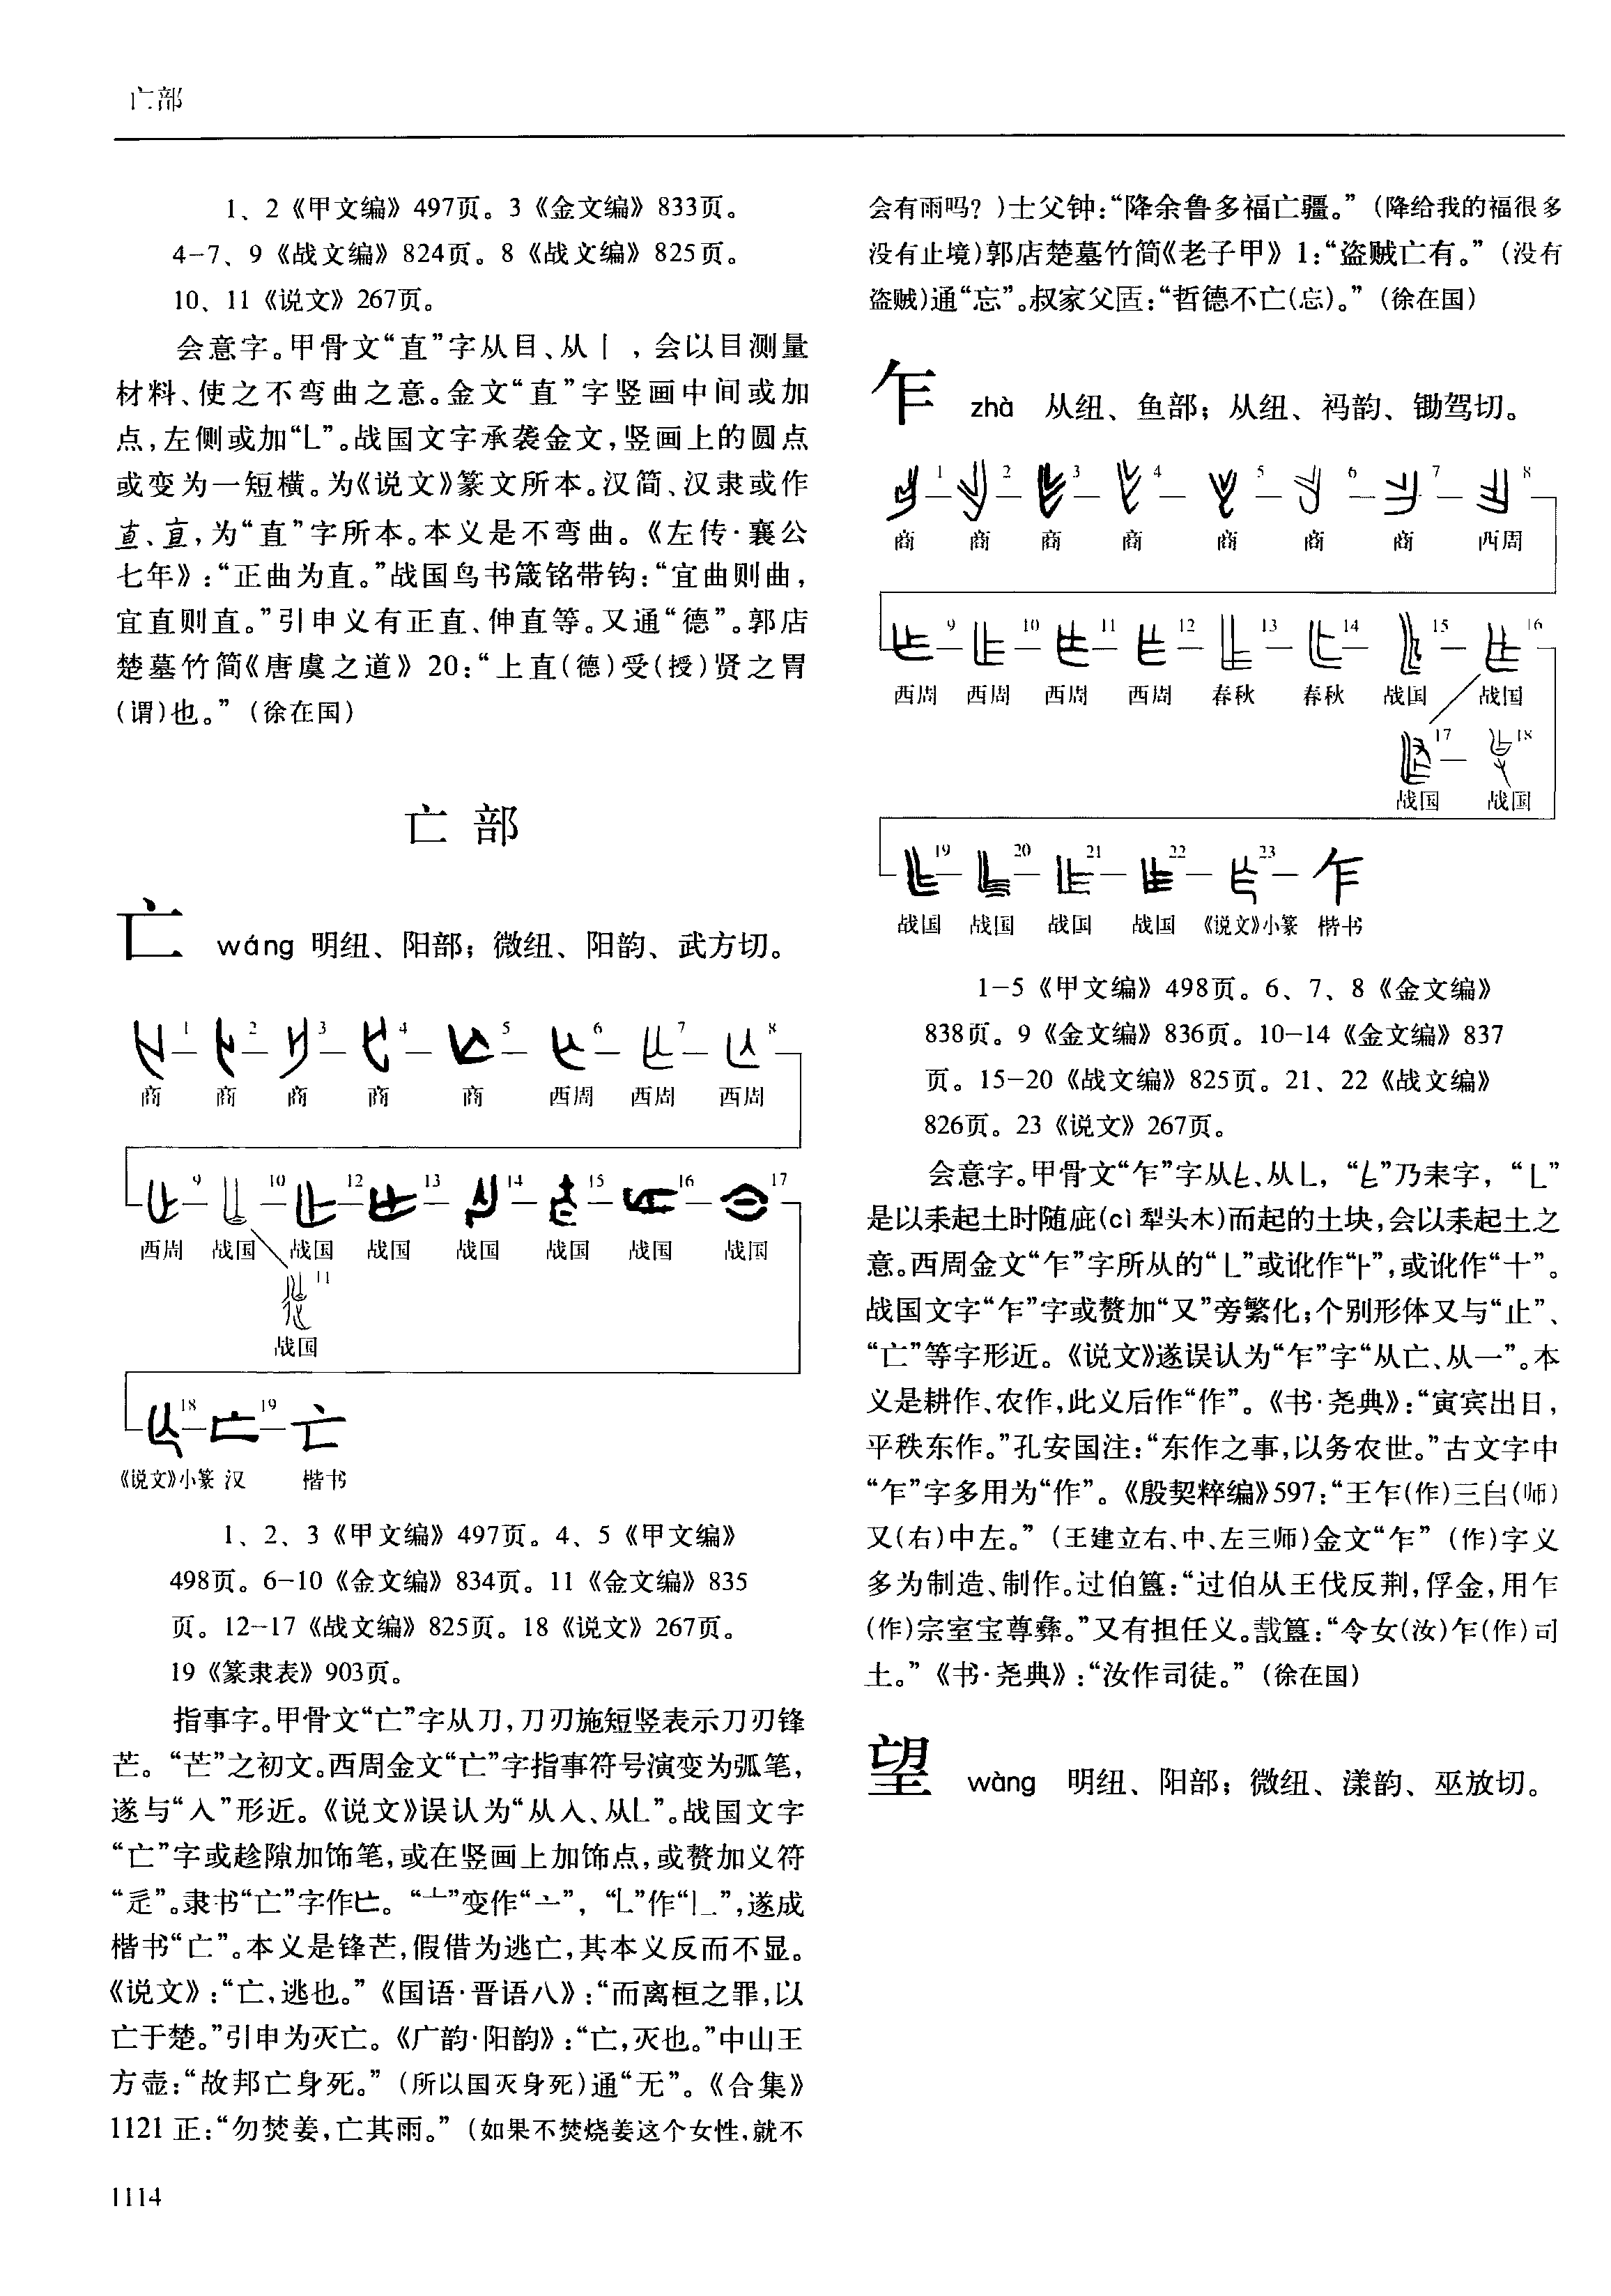 亡部
1、2《甲文编》497页。3《金文编》833页。
4-7、9《战文编》824页。8《战文编》825页。
10、11《说文》267页。
会意字。甲骨文“直”字从目、从丨，会以目测量
材料、使之不弯曲之意。金文“直”字竖画中间或加
点，左侧或加“乚”。战国文字承袭金文，竖画上的圆点
或变为一短横。为《说文》篆文所本。汉简、汉隶或作
直、直，为“直”字所本。本义是不弯曲。《左传·襄公
七年》：“正曲为直。”战国鸟书箴铭带钩：“宜曲则曲，
宜直则直。”引申义有正直、伸直等。又通“德”。郭店
楚墓竹简《唐虞之道》20：“上直(德)受(授)贤之胃
(谓)也。”（徐在国）
亡部
亡 wáng 明纽、阳部；微纽、阳韵、武方切。
1 2 3 4 5 6 7 8
商 商 商 商 商 西周 西周 西周
9 10 12 13 14 15 16 17
西周 战国 战国 战国 战国 战国 战国 战国
11
战国
18 19 亡
《说文》小篆 汉 楷书
1、2、3《甲文编》497页。4、5《甲文编》
498页。6-10《金文编》834页。11《金文编》835
页。12-17《战文编》825页。18《说文》267页。
19《篆隶表》903页。
指事字。甲骨文“亡”字从刀，刀刃施短竖表示刀刃锋
芒。“芒”之初文。西周金文“亡”字指事符号演变为弧笔，
遂与“人”形近。《说文》误认为“从入、从乚”。战国文字
“亡”字或趁隙加饰笔，或在竖画上加饰点，或赘加义符
“辵”。隶书“亡”字作亡。“亠”变作“亠”，“乚”作“乚”，遂成
楷书“亡”。本义是锋芒，假借为逃亡，其本义反而不显。
《说文》：“亡，逃也。”《国语·晋语八》：“而离桓之罪，以
亡于楚。”引申为灭亡。《广韵·阳韵》：“亡，灭也。”中山王
方壶：“故邦亡身死。”（所以国灭身死）通“无”。《合集》
1121正：“勿焚𡜎，亡其雨。”（如果不焚烧𡜎这个女性，就不
会有雨吗？）士父钟：“降余鲁多福亡疆。”（降给我的福很多
没有止境）郭店楚墓竹简《老子甲》1：“盗贼亡有。”（没有
盗贼）通“忘”。叔家父匿：“哲德不亡(忘)。”（徐在国）
乍 zhà 从纽、鱼部；从纽、祃韵、锄驾切。
1 2 3 4 5 6 7 8
商 商 商 商 商 商 商 西周
9 10 11 12 13 14 15 16
西周 西周 西周 西周 春秋 春秋 战国 战国
17 18
战国 战国
19 20 21 22 23 乍
战国 战国 战国 战国 《说文》小篆 楷书
1-5《甲文编》498页。6、7、8《金文编》
838页。9《金文编》836页。10-14《金文编》837
页。15-20《战文编》825页。21、22《战文编》
826页。23《说文》267页。
会意字。甲骨文“乍”字从、从乚，“”乃耒字，“乚”
是以耒起土时随庛(cì 犁头木)而起的土块，会以耒起土之
意。西周金文“乍”字所从的“乚”或讹作“⺊”，或讹作“十”。
战国文字“乍”字或赘加“又”旁繁化；个别形体又与“止”、
“亡”等字形近。《说文》遂误认为“乍”字“从亡、从一”。本
义是耕作、农作，此义后作“作”。《书·尧典》：“寅宾出日，
平秩东作。”孔安国注：“东作之事，以务农世。”古文字中
“乍”字多用为“作”。《殷契粹编》597：“王乍(作)三𠂤(师)
又(右)中左。”（王建立右、中、左三师）金文“乍”（作）字义
多为制造、制作。过伯簋：“过伯从王伐反荆，俘金，用乍
(作)宗室宝尊彝。”又有担任义。𢦏簋：“令女(汝)乍(作)司
土。”《书·尧典》：“汝作司徒。”（徐在国）
望 wàng 明纽、阳部；微纽、漾韵、巫放切。
1114